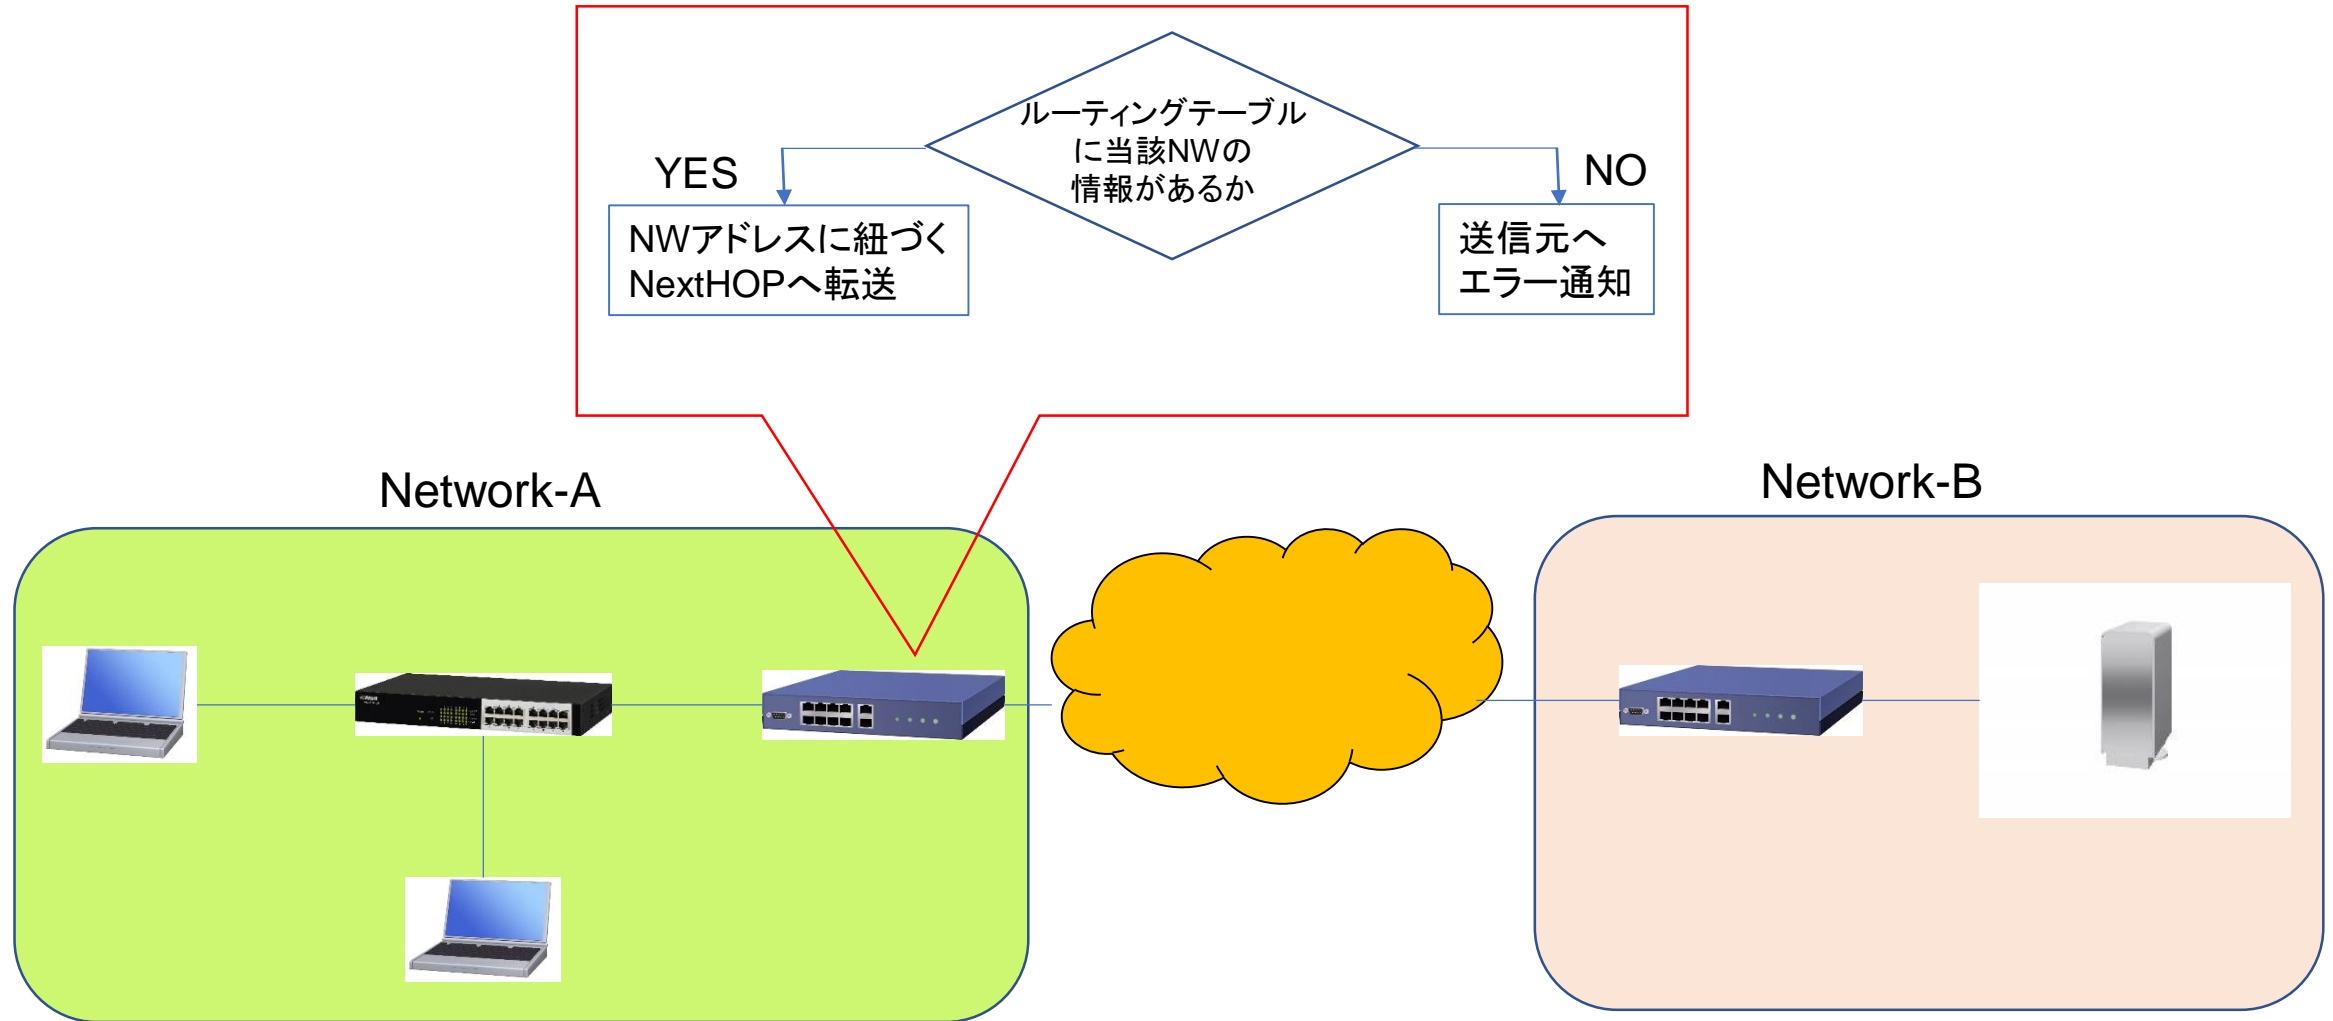 ルーティングテーブル
に当該NWの
情報があるか
YES
NO
NWアドレスに紐づく
NextHOPへ転送
送信元へ
エラー通知
Network-A
Network-B